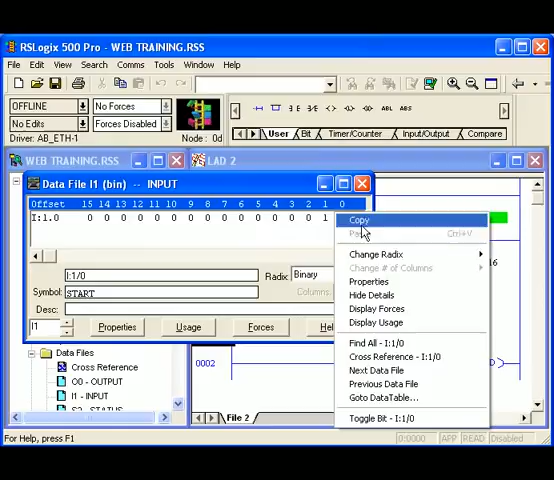 RSLogix 500 Pro - WEB TRAINING.RSS
File Edit View Search Comms Tools Window Help
OFFLINE No Forces
No Edits Forces Disabled
Driver: AB_ETH-1 Node: 0d
ABL ABS
User Bit Timer/Counter Input/Output Compare
WEB TRAINING.RSS
LAD 2
Data File I1 (bin) -- INPUT
Offset 15 14 13 12 11 10 9 8 7 6 5 4 3 2 1 0
I:1.0 0 0 0 0 0 0 0 0 0 0 0 0 0 0 1
I:1/0 Radix: Binary
Symbol: START Columns:
Desc:
I1 Properties Usage Forces
Copy
Ctrl+V
Change Radix
Change # of Columns
Properties
Hide Details
Display Forces
Display Usage
Find All - I:1/0
Cross Reference - I:1/0
Next Data File
Previous Data File
Goto DataTable...
Toggle Bit - I:1/0
Data Files
Cross Reference
O0 - OUTPUT
I1 - INPUT
S2 - STATUS
0002
File 2
For Help, press F1
0:0000 APP READ Disabled